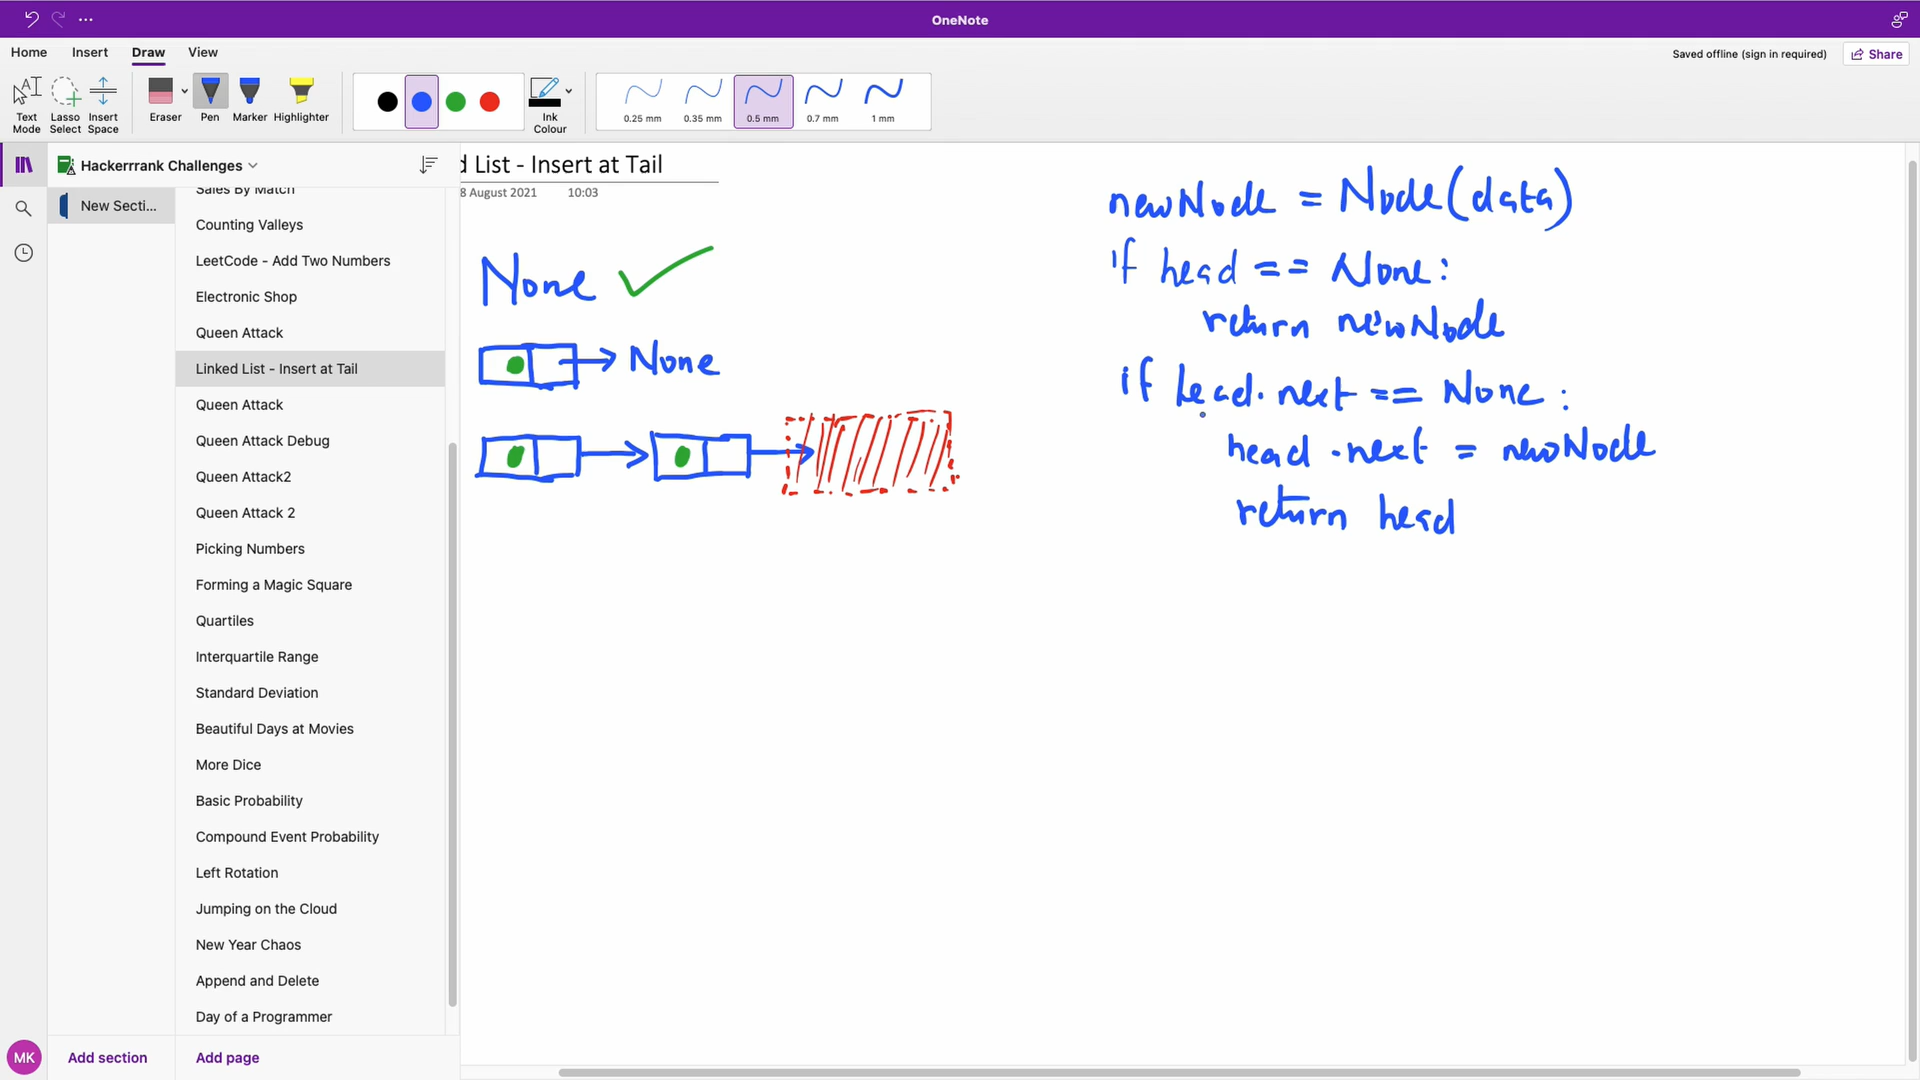 OneNote
Home Insert Draw View
Saved offline (sign in required) Share
Text Mode
Lasso Select
Insert Space
Eraser
Pen
Marker
Highlighter
Ink Colour
0.25 mm
0.35 mm
0.5 mm
0.7 mm
1 mm
Hackerrrank Challenges
New Secti...
Sales By Match
Counting Valleys
LeetCode - Add Two Numbers
Electronic Shop
Queen Attack
Linked List - Insert at Tail
Queen Attack
Queen Attack Debug
Queen Attack2
Queen Attack 2
Picking Numbers
Forming a Magic Square
Quartiles
Interquartile Range
Standard Deviation
Beautiful Days at Movies
More Dice
Basic Probability
Compound Event Probability
Left Rotation
Jumping on the Cloud
New Year Chaos
Append and Delete
Day of a Programmer
MK
Add section
Add page
d List - Insert at Tail
8 August 2021 10:03
None
None
newNode = Node(data)
if head == None:
return newNode
if head.next == None:
head.next = newNode
return head